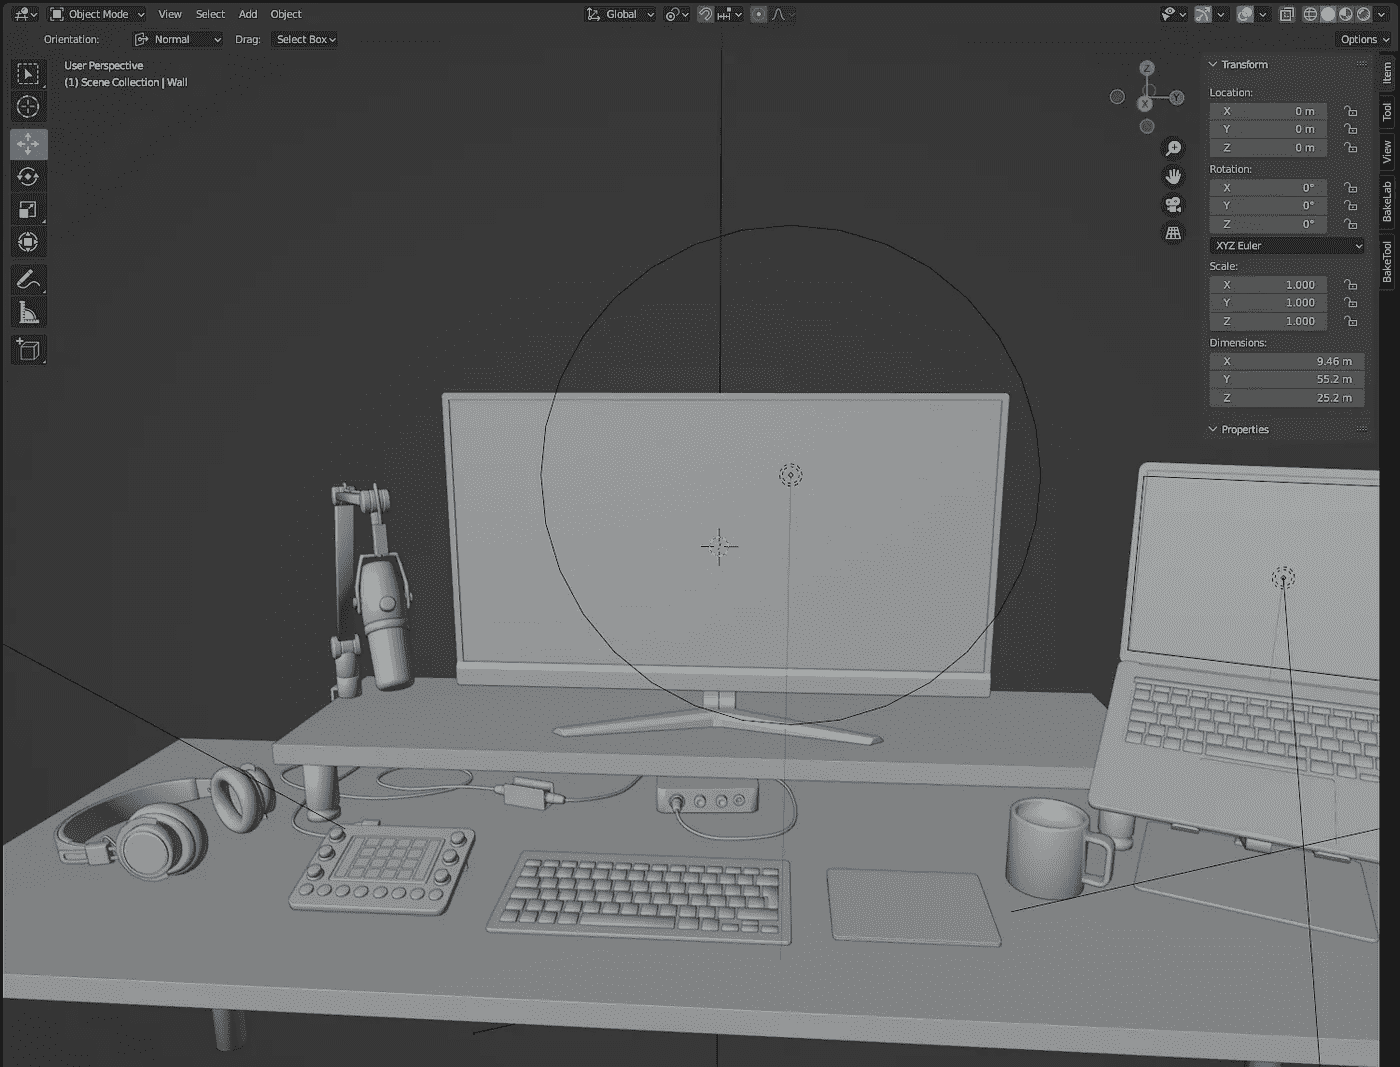 Object Mode View Select Add Object Global
Orientation: Normal Drag: Select Box Options
User Perspective
(1) Scene Collection | Wall
Z
Y
X
Transform
Location:
X 0 m
Y 0 m
Z 0 m
Rotation:
X 0°
Y 0°
Z 0°
XYZ Euler
Scale:
X 1.000
Y 1.000
Z 1.000
Dimensions:
X 9.46 m
Y 55.2 m
Z 25.2 m
Properties
Item
Tool
View
BakeLab
BakeTool